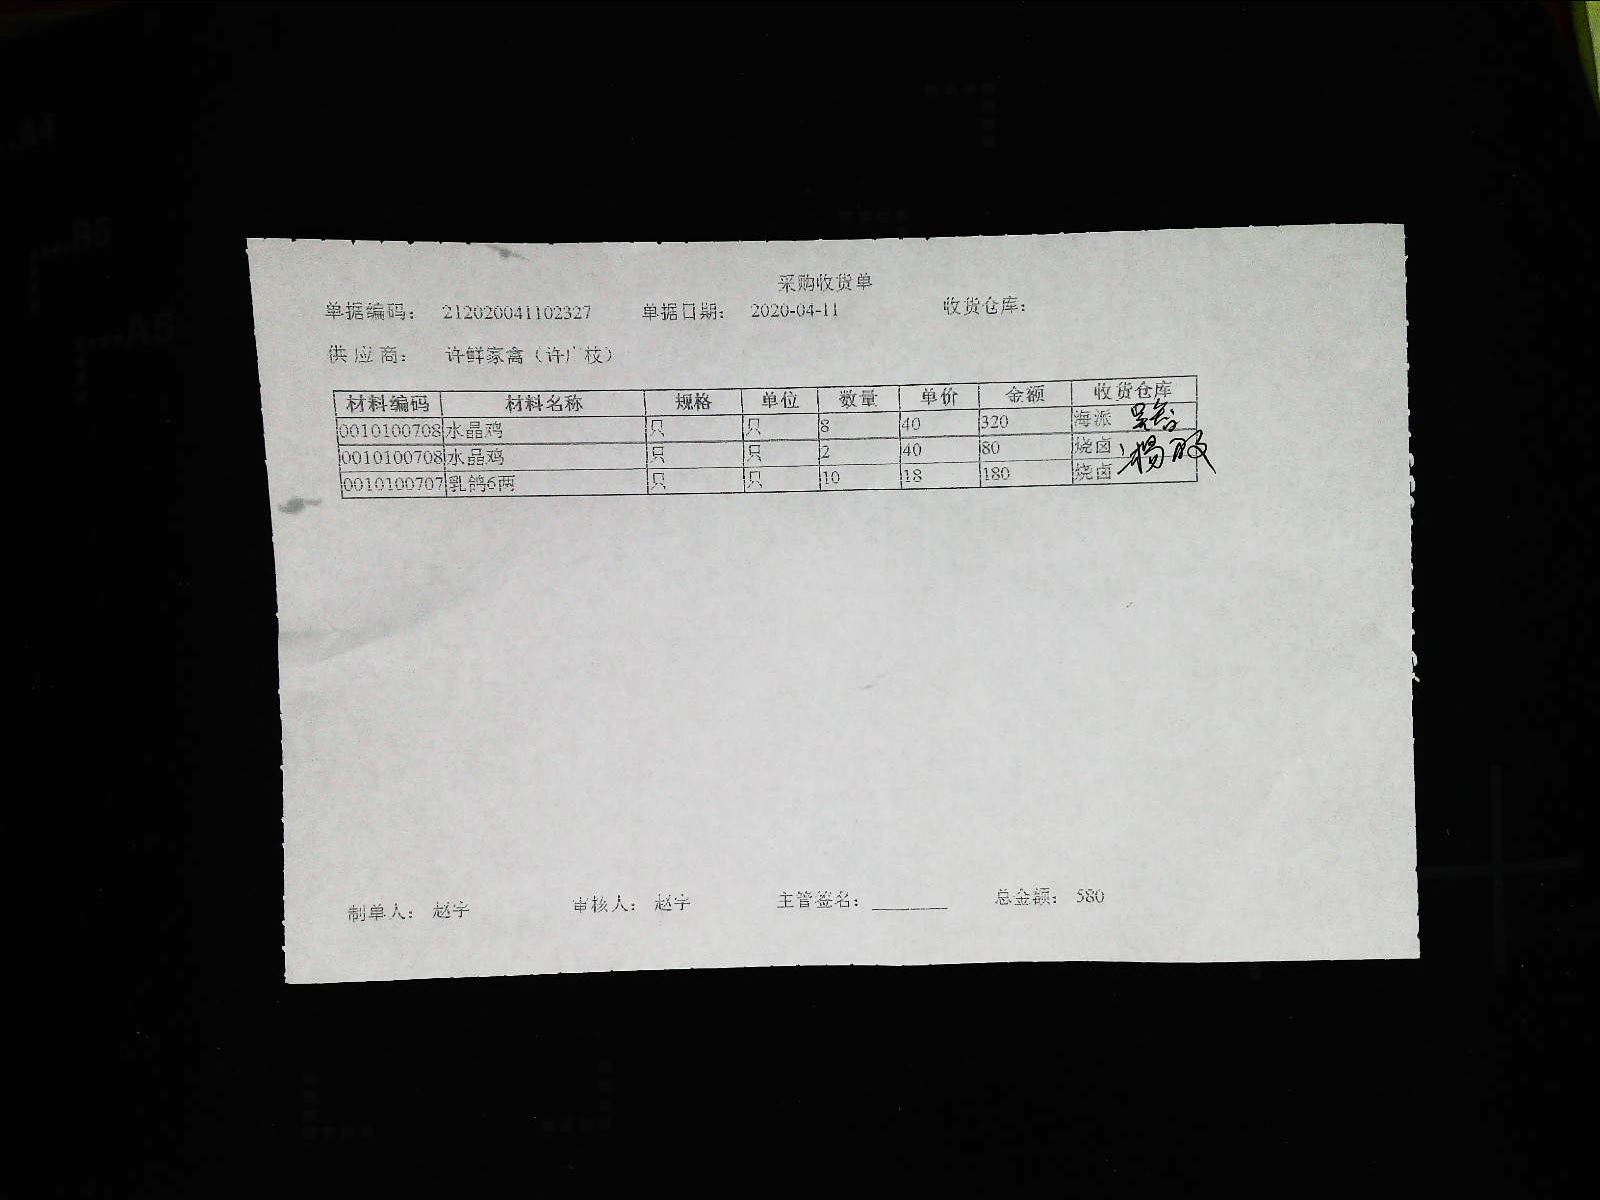 采购收货单
单据编码： 212020041102327 单据日期： 2020-04-11 收货仓库：
供 应 商： 许鲜家禽（许广枝）
材料编码 材料名称 规格 单位 数量 单价 金额 收货仓库
0010100708 水晶鸡 只 只 8 40 320 海派
0010100708 水晶鸡 只 只 2 40 80 烧卤
0010100707 乳鸽6两 只 只 10 18 180 烧卤
制单人： 赵宇 审核人： 赵宇 主管签名： 总金额： 580
A4
B5
A5